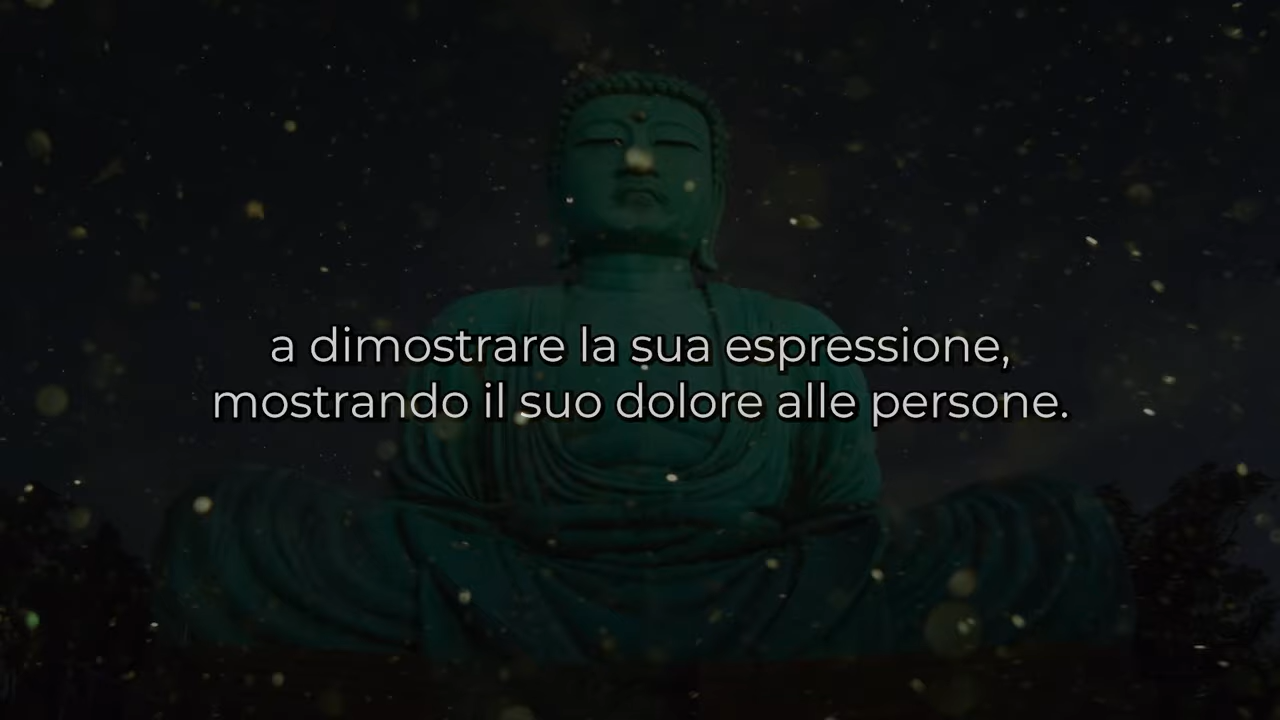 a dimostrare la sua espressione,
mostrando il suo dolore alle persone.